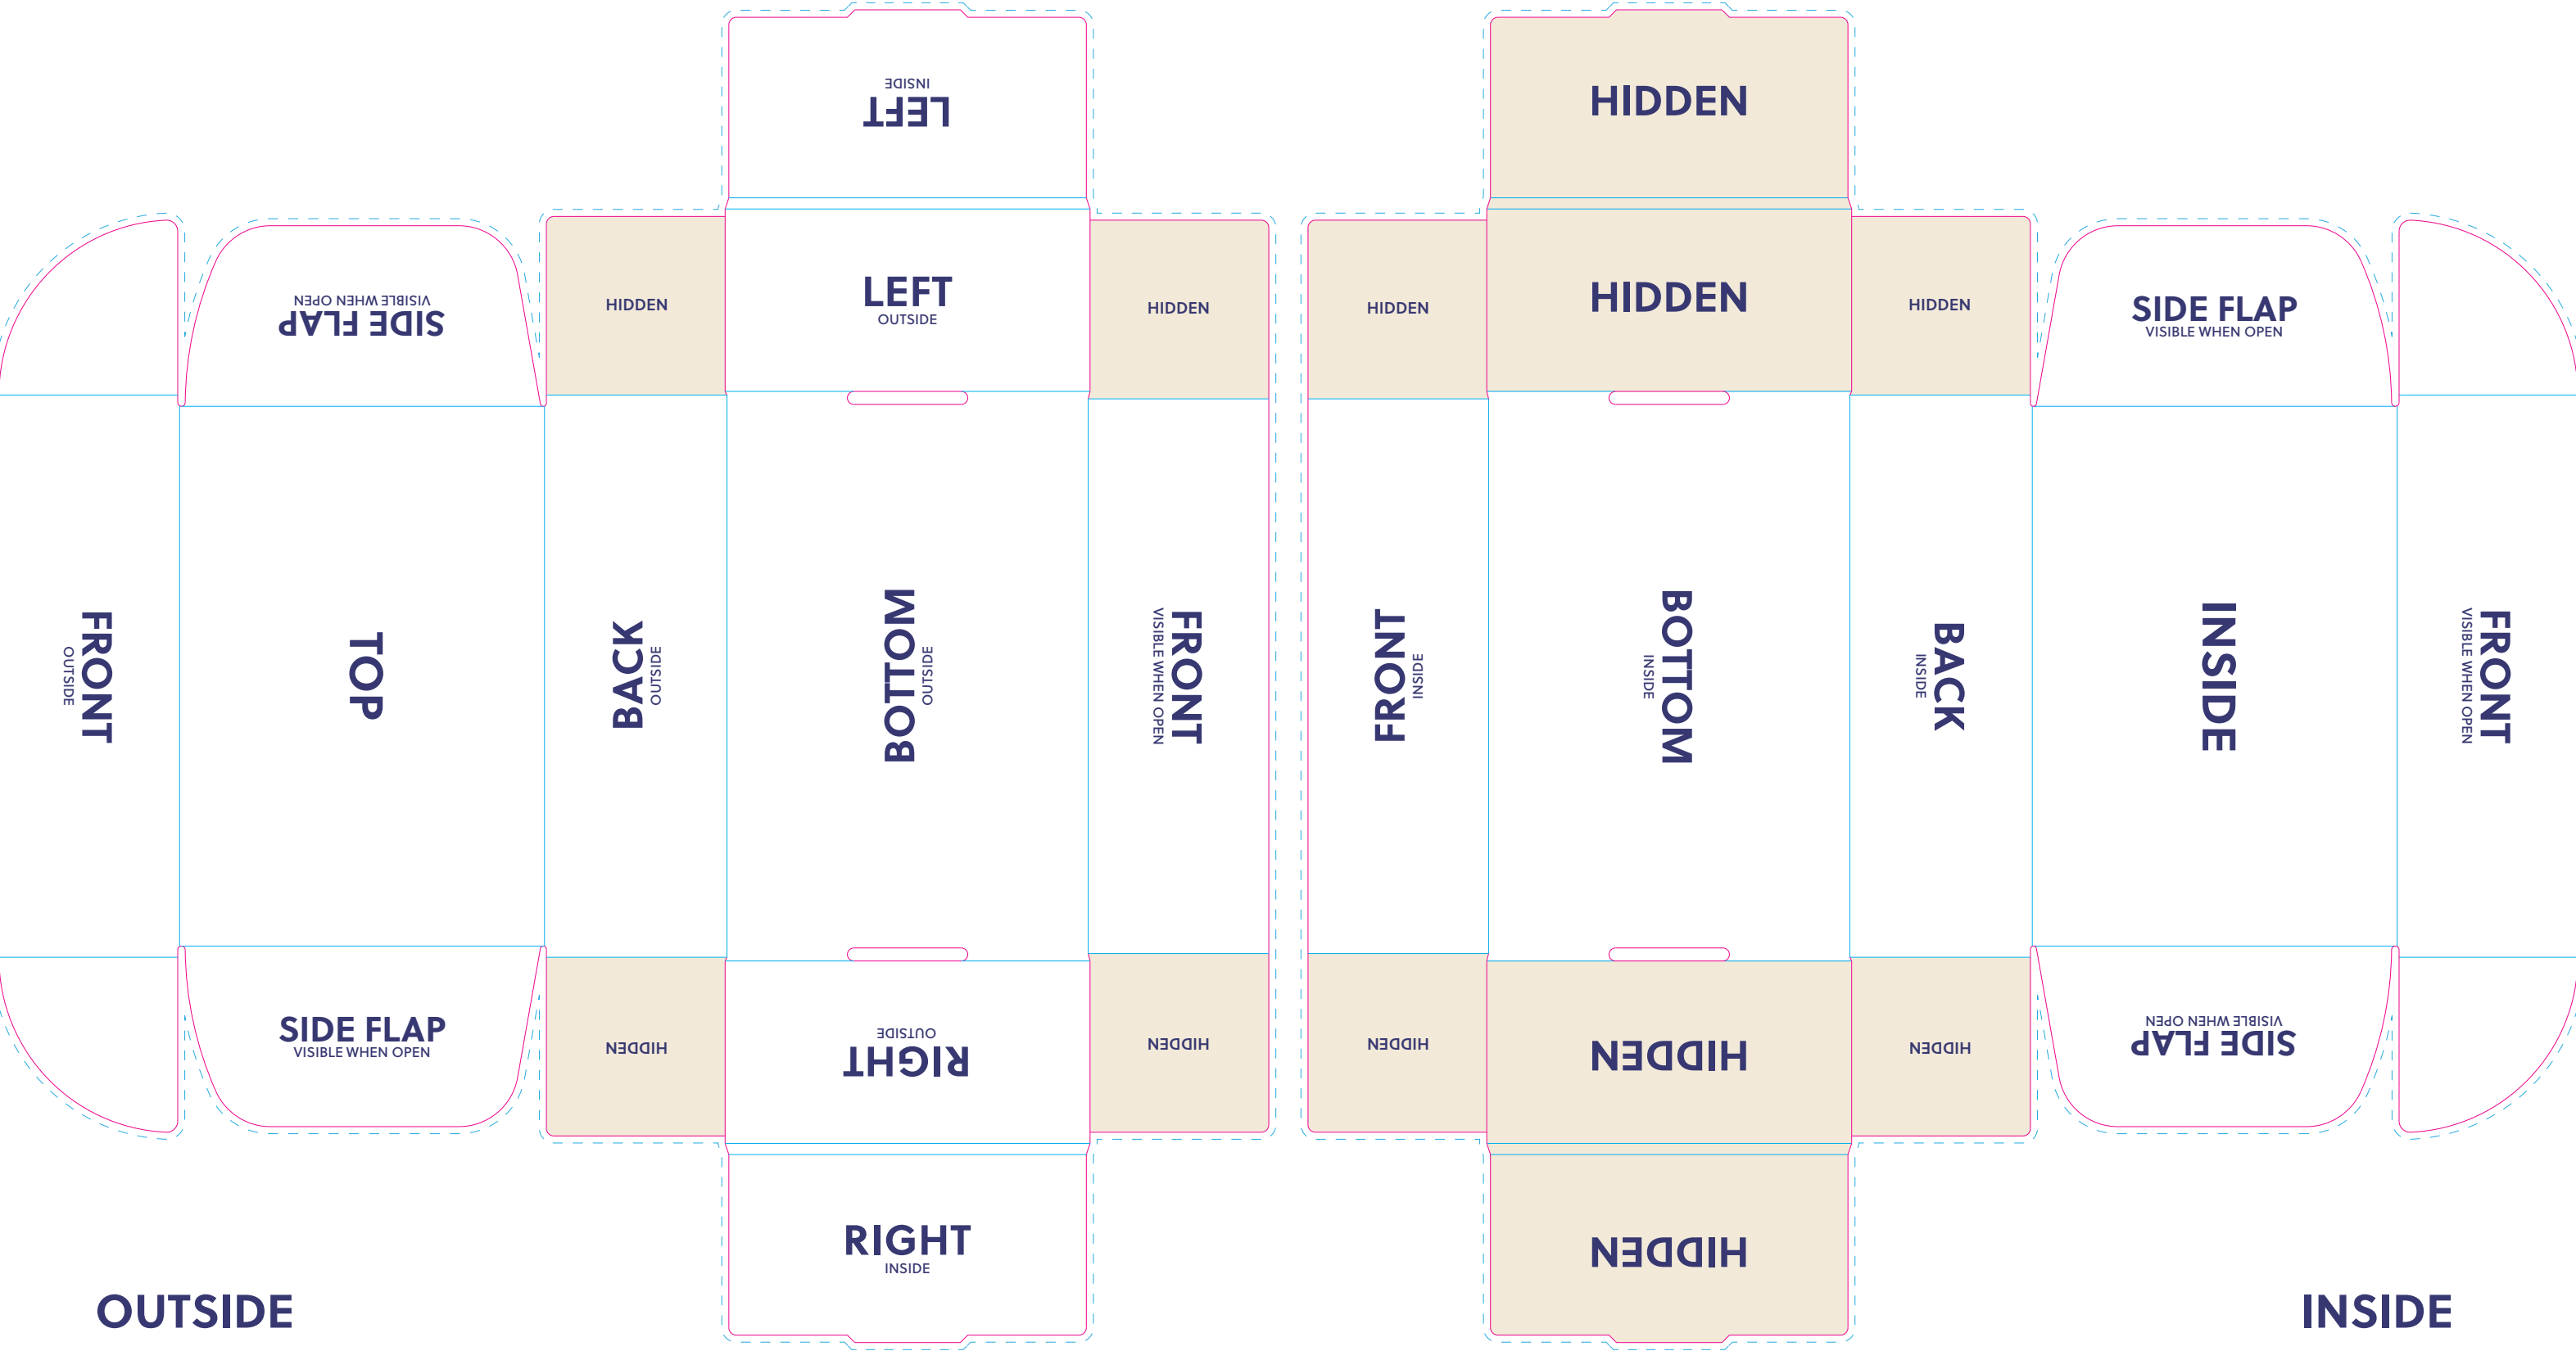 INSIDE
LEFT
HIDDEN
VISIBLE WHEN OPEN
SIDE FLAP
HIDDEN
LEFT
OUTSIDE
HIDDEN
HIDDEN
HIDDEN
HIDDEN
SIDE FLAP
VISIBLE WHEN OPEN
FRONT
OUTSIDE
TOP
BACK
OUTSIDE
BOTTOM
OUTSIDE
FRONT
VISIBLE WHEN OPEN
FRONT
INSIDE
BOTTOM
INSIDE
BACK
INSIDE
INSIDE
FRONT
VISIBLE WHEN OPEN
SIDE FLAP
VISIBLE WHEN OPEN
HIDDEN
OUTSIDE
RIGHT
HIDDEN
HIDDEN
HIDDEN
HIDDEN
VISIBLE WHEN OPEN
SIDE FLAP
RIGHT
INSIDE
HIDDEN
OUTSIDE
INSIDE